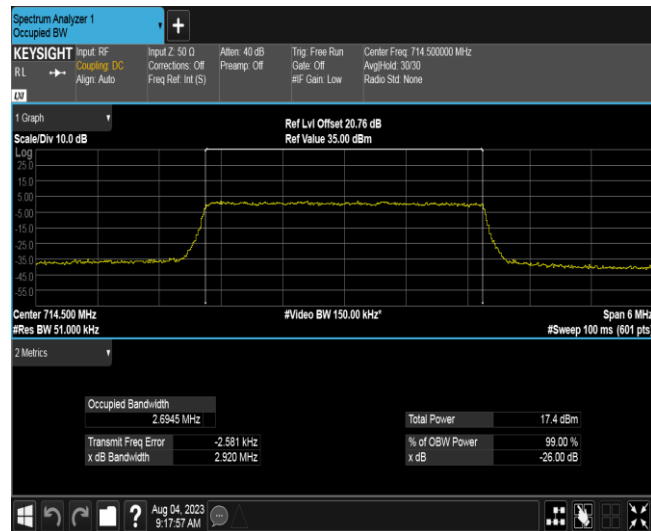 Spectrum Analyzer 1
Occupied BW
+
KEYSIGHT
RL
LXI
Input: RF
Coupling: DC
Align: Auto
Input Z: 50 Ω
Corrections: Off
Freq Ref: Int (S)
Atten: 40 dB
Preamp: Off
Trig: Free Run
Gate: Off
#IF Gain: Low
Center Freq: 714.500000 MHz
Avg|Hold: 30/30
Radio Std: None
1 Graph
Scale/Div 10.0 dB
Ref Lvl Offset 20.76 dB
Ref Value 35.00 dBm
Log
25.0
15.0
5.00
-5.00
-15.0
-25.0
-35.0
-45.0
-55.0
Center 714.500 MHz
#Video BW 150.00 kHz*
Span 6 MHz
#Res BW 51.000 kHz
#Sweep 100 ms (601 pts)
2 Metrics
Occupied Bandwidth
2.6945 MHz
Total Power 17.4 dBm
Transmit Freq Error -2.581 kHz
% of OBW Power 99.00 %
x dB Bandwidth 2.920 MHz
x dB -26.00 dB
?
Aug 04, 2023
9:17:57 AM